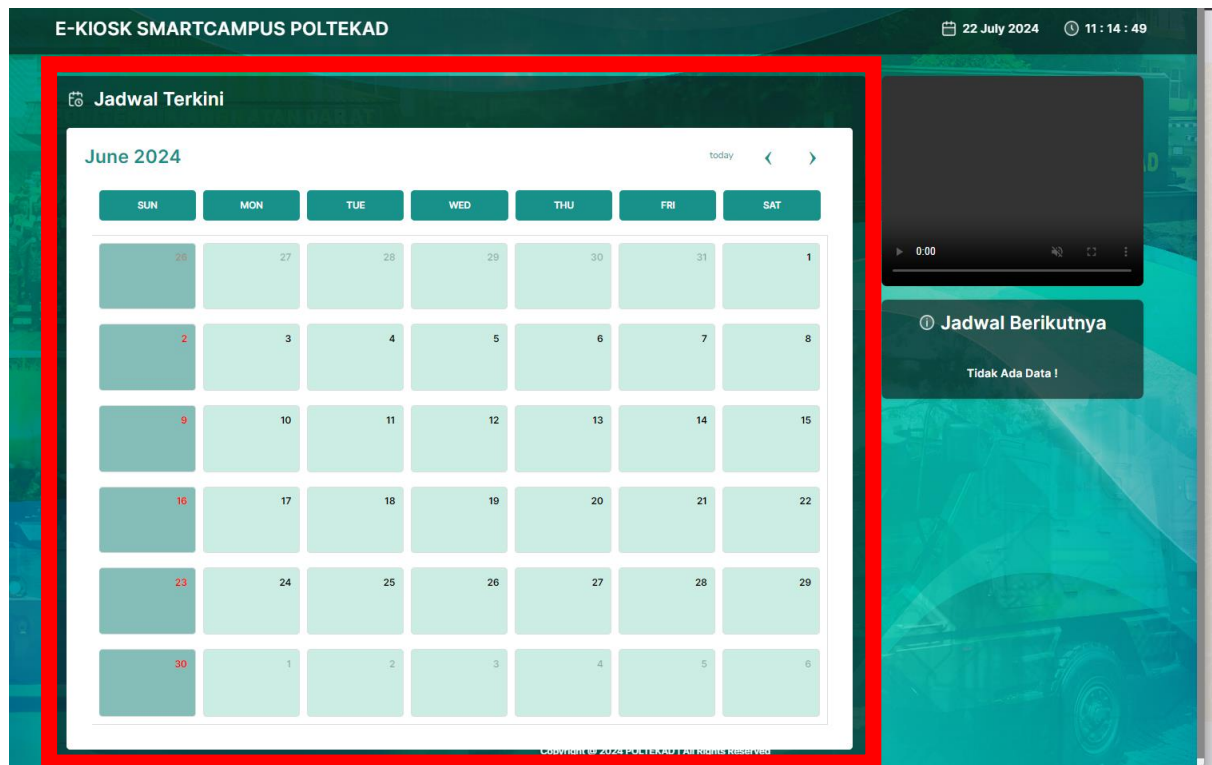 E-KIOSK SMARTCAMPUS POLTEKAD
22 July 2024 11 : 14 : 49
Jadwal Terkini
June 2024
today
SUN MON TUE WED THU FRI SAT
26 27 28 29 30 31 1
2 3 4 5 6 7 8
9 10 11 12 13 14 15
16 17 18 19 20 21 22
23 24 25 26 27 28 29
30 1 2 3 4 5 6
Copyright @ 2024 POLTEKAD | All Rights Reserved
0:00
Jadwal Berikutnya
Tidak Ada Data !